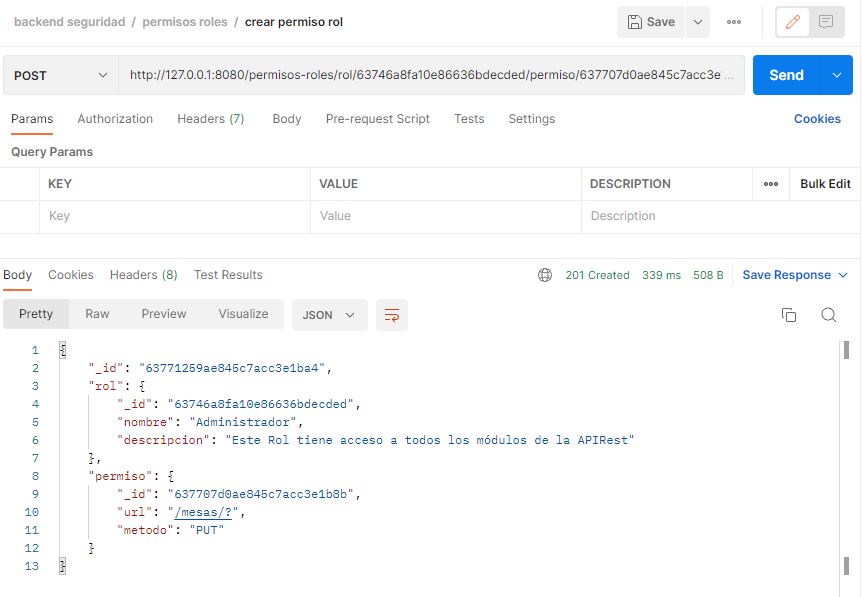 backend seguridad / permisos roles / crear permiso rol
Save
POST
http://127.0.0.1:8080/permisos-roles/rol/63746a8fa10e86636bdecded/permiso/637707d0ae845c7acc3e ...
Send
Params Authorization Headers (7) Body Pre-request Script Tests Settings Cookies
Query Params
KEY VALUE DESCRIPTION Bulk Edit
Key Value Description
Body Cookies Headers (8) Test Results 201 Created 339 ms 508 B Save Response
Pretty Raw Preview Visualize JSON
1 {
2 "_id": "63771259ae845c7acc3e1ba4",
3 "rol": {
4 "_id": "63746a8fa10e86636bdecded",
5 "nombre": "Administrador",
6 "descripcion": "Este Rol tiene acceso a todos los módulos de la APIRest"
7 },
8 "permiso": {
9 "_id": "637707d0ae845c7acc3e1b8b",
10 "url": "/mesas/?",
11 "metodo": "PUT"
12 }
13 }